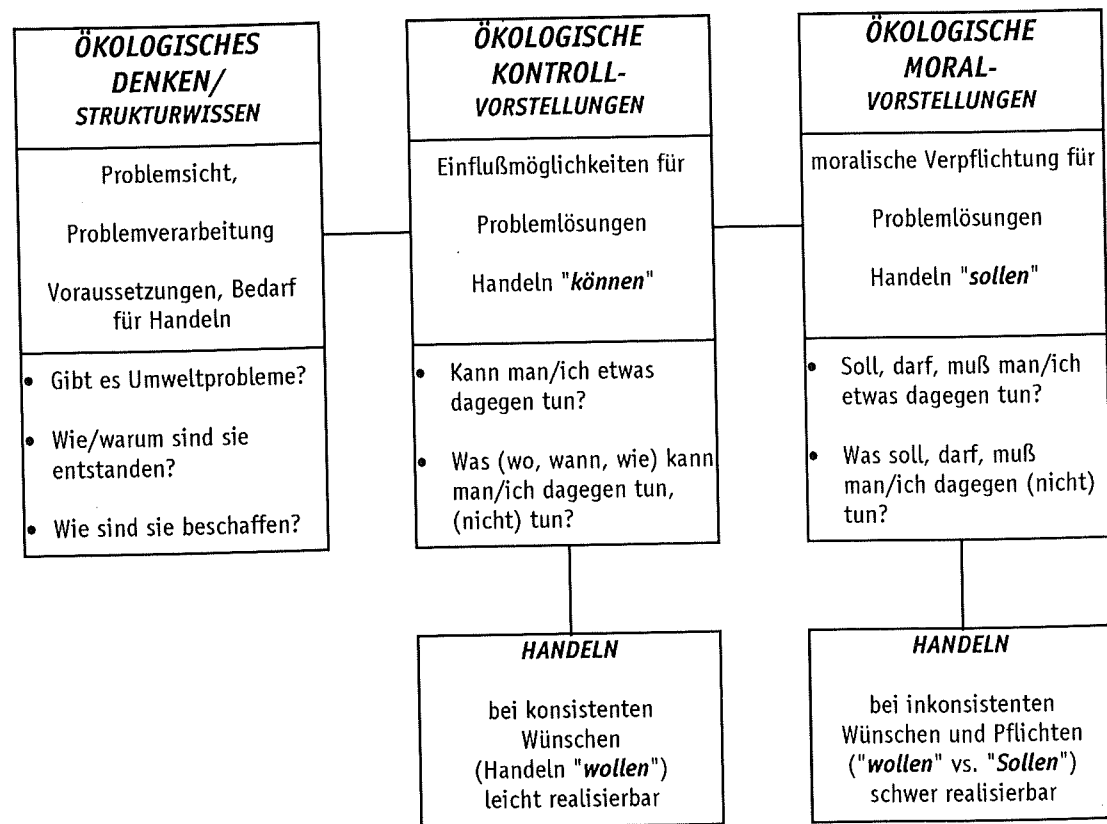 ÖKOLOGISCHES
DENKEN/
STRUKTURWISSEN
Problemsicht,
Problemverarbeitung
Voraussetzungen, Bedarf
für Handeln
• Gibt es Umweltprobleme?
• Wie/warum sind sie
entstanden?
• Wie sind sie beschaffen?
ÖKOLOGISCHE
KONTROLL-
VORSTELLUNGEN
Einflußmöglichkeiten für
Problemlösungen
Handeln "können"
• Kann man/ich etwas
dagegen tun?
• Was (wo, wann, wie) kann
man/ich dagegen tun,
(nicht) tun?
ÖKOLOGISCHE
MORAL-
VORSTELLUNGEN
moralische Verpflichtung für
Problemlösungen
Handeln "sollen"
• Soll, darf, muß man/ich
etwas dagegen tun?
• Was soll, darf, muß
man/ich dagegen (nicht)
tun?
HANDELN
bei konsistenten
Wünschen
(Handeln "wollen")
leicht realisierbar
HANDELN
bei inkonsistenten
Wünschen und Pflichten
("wollen" vs. "Sollen")
schwer realisierbar